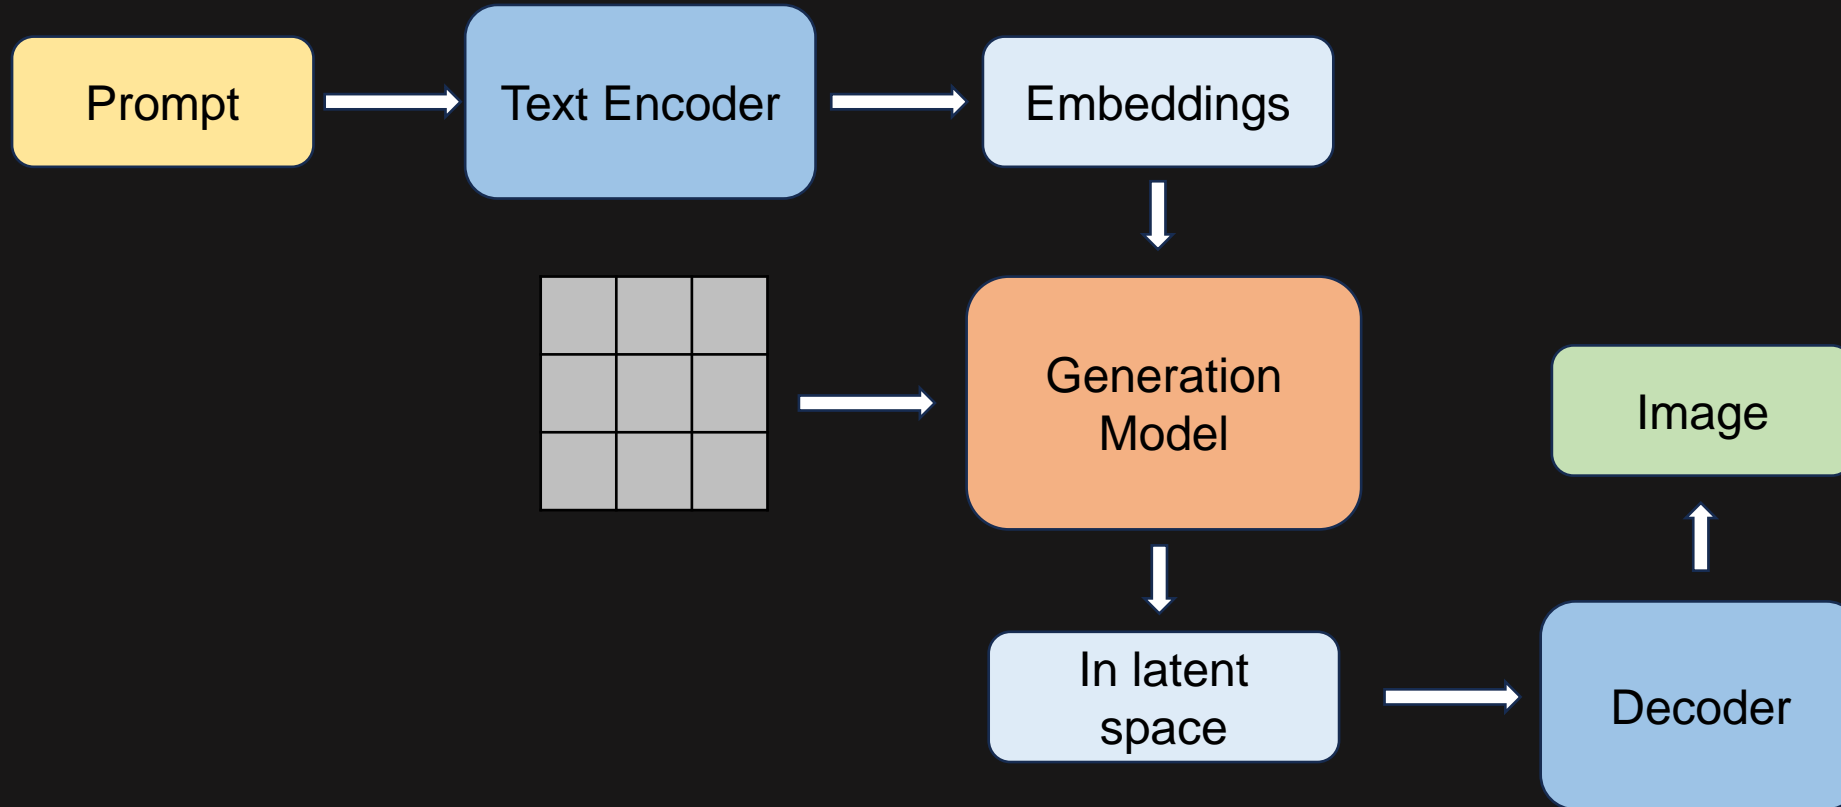 Prompt
Text Encoder
Embeddings
Generation
Model
Image
In latent
space
Decoder